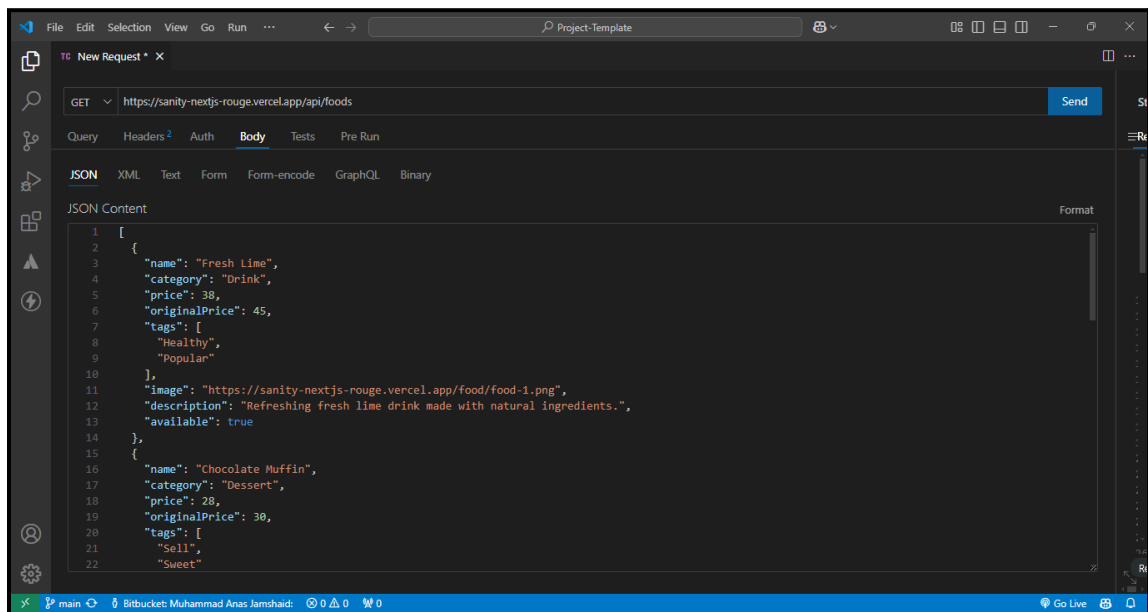 File Edit Selection View Go Run ··· ← → Project-Template
TC New Request * ×
GET https://sanity-nextjs-rouge.vercel.app/api/foods Send St
Query Headers 2 Auth Body Tests Pre Run Re
JSON XML Text Form Form-encode GraphQL Binary
JSON Content Format
1 [
2 {
3 "name": "Fresh Lime",
4 "category": "Drink",
5 "price": 38,
6 "originalPrice": 45,
7 "tags": [
8 "Healthy",
9 "Popular"
10 ],
11 "image": "https://sanity-nextjs-rouge.vercel.app/food/food-1.png",
12 "description": "Refreshing fresh lime drink made with natural ingredients.",
13 "available": true
14 },
15 {
16 "name": "Chocolate Muffin",
17 "category": "Dessert",
18 "price": 28,
19 "originalPrice": 30,
20 "tags": [
21 "Sell",
22 "Sweet"
Re
main Bitbucket: Muhammad Anas Jamshaid: 0 0 0 Go Live